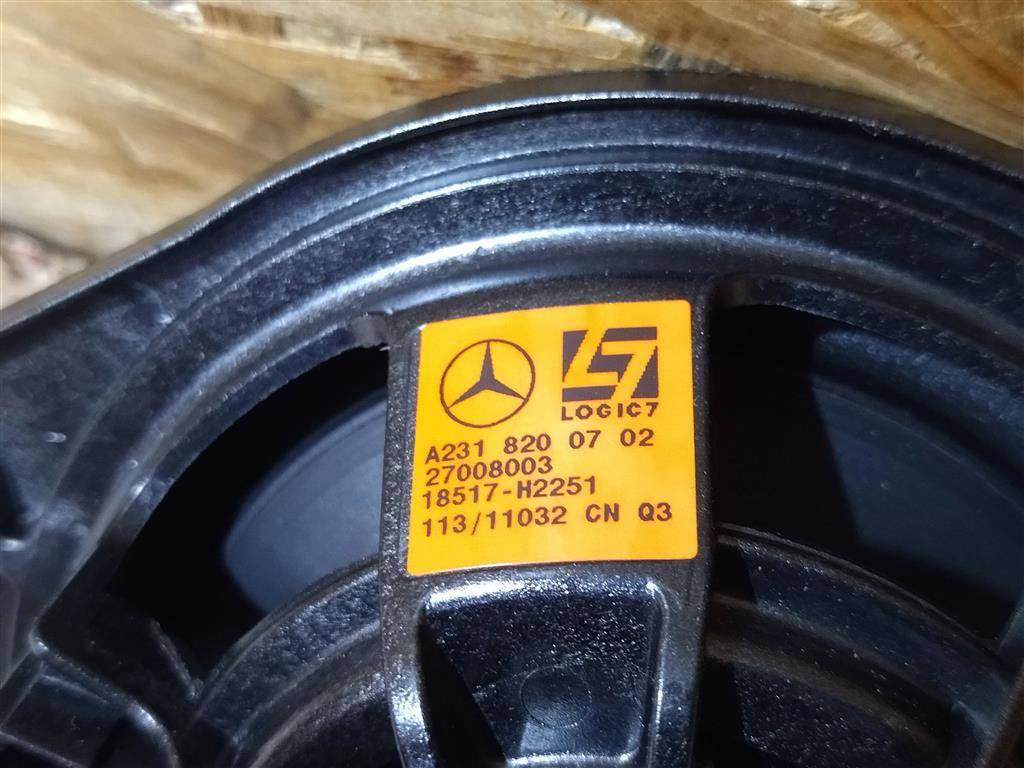 LOGIC7
A231 820 07 02
27008003
18517-H2251
113/11032 CN Q3